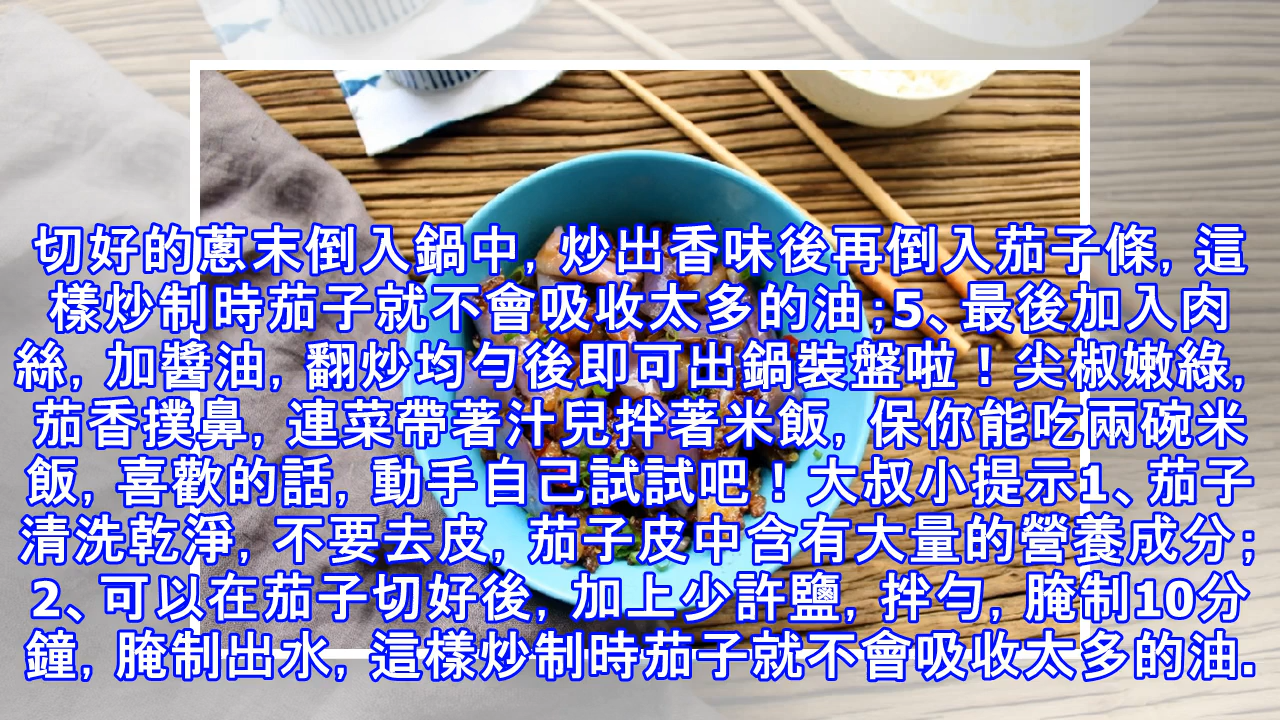 切好的蔥末倒入鍋中, 炒出香味後再倒入茄子條, 這
樣炒制時茄子就不會吸收太多的油;5、最後加入肉
絲, 加醬油, 翻炒均勻後即可出鍋裝盤啦！尖椒嫩綠,
茄香撲鼻, 連菜帶著汁兒拌著米飯, 保你能吃兩碗米
飯, 喜歡的話, 動手自己試試吧！大叔小提示1、茄子
清洗乾淨, 不要去皮, 茄子皮中含有大量的營養成分;
2、可以在茄子切好後, 加上少許鹽, 拌勻, 腌制10分
鐘, 腌制出水, 這樣炒制時茄子就不會吸收太多的油.